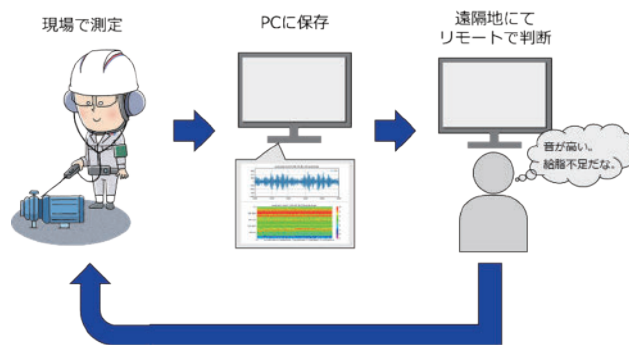 現場で測定
PCに保存
遠隔地にて
リモートで判断
音が高い。
給脂不足だな。